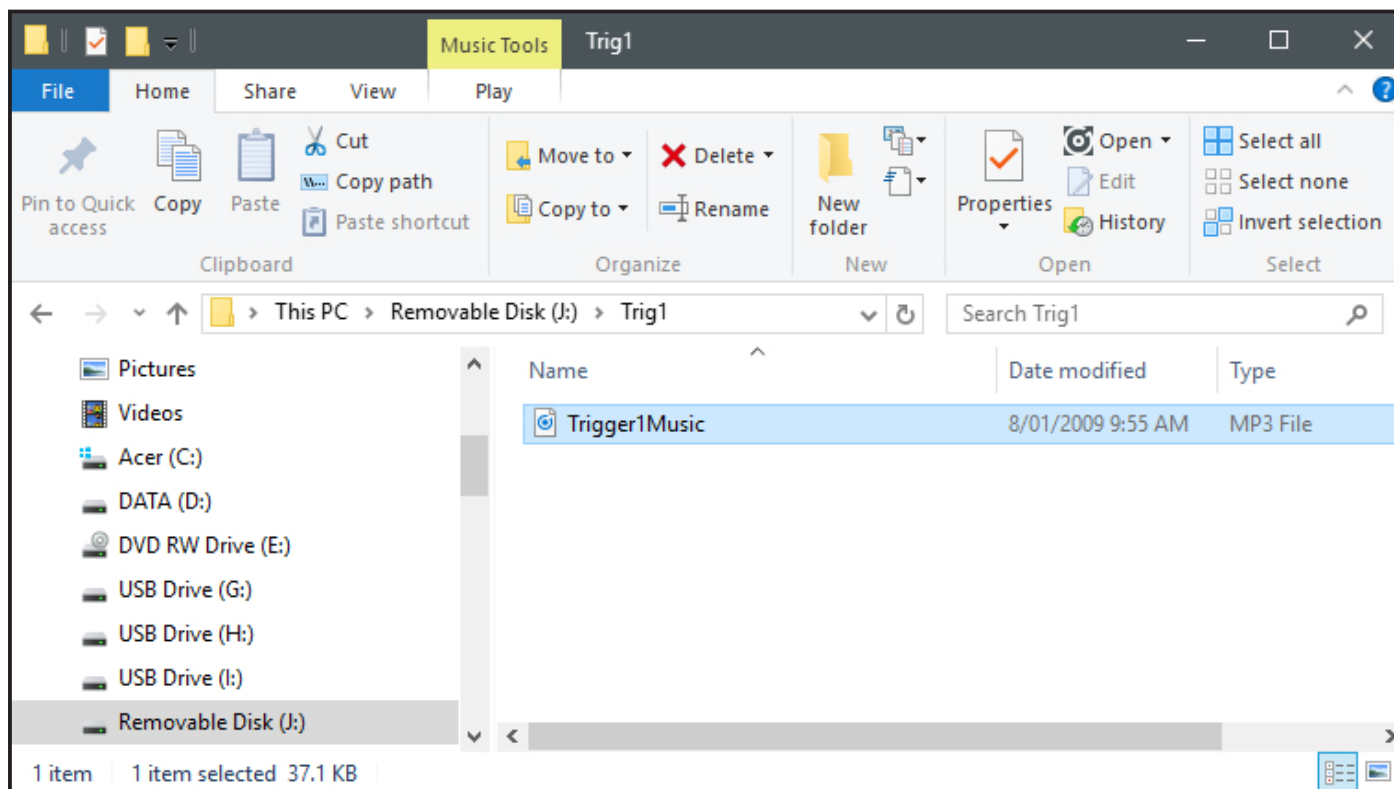 Music Tools Trig1
File Home Share View Play
Pin to Quick access
Copy
Paste
Cut
Copy path
Paste shortcut
Move to
Copy to
Delete
Rename
New folder
Properties
Open
Edit
History
Select all
Select none
Invert selection
Clipboard Organize New Open Select
This PC > Removable Disk (J:) > Trig1
Search Trig1
Name Date modified Type
Trigger1Music 8/01/2009 9:55 AM MP3 File
Pictures
Videos
Acer (C:)
DATA (D:)
DVD RW Drive (E:)
USB Drive (G:)
USB Drive (H:)
USB Drive (I:)
Removable Disk (J:)
1 item 1 item selected 37.1 KB